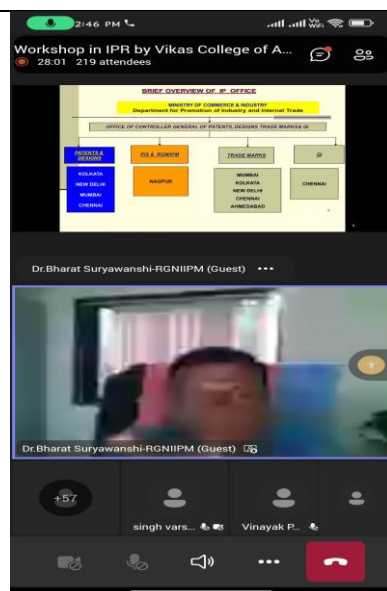 2:46 PM
Workshop in IPR by Vikas College of A...
28:01 219 attendees
BRIEF OVERVIEW OF IP OFFICE
MINISTRY OF COMMERCE & INDUSTRY
Department for Promotion of Industry and Internal Trade
OFFICE OF CONTROLLER GENERAL OF PATENTS, DESIGNS TRADE MARKS GI
PATENTS & DESIGNS
KOLKATA
NEW DELHI
MUMBAI
CHENNAI
PIS & RGNIIPM
NAGPUR
TRADE MARKS
MUMBAI
KOLKATA
NEW DELHI
CHENNAI
AHMEDABAD
GI
CHENNAI
Dr.Bharat Suryawanshi-RGNIIPM (Guest) •••
Dr.Bharat Suryawanshi-RGNIIPM (Guest)
+57
singh vars...
Vinayak P...